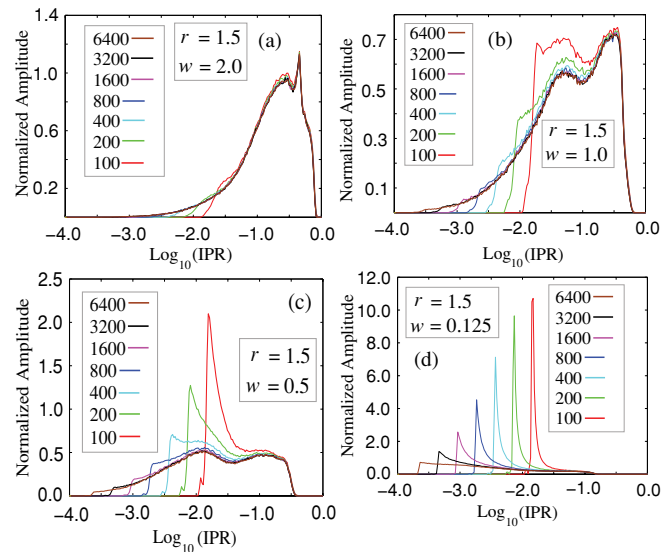 (a)
r = 1.5
w = 2.0
6400
3200
1600
800
400
200
100
Normalized Amplitude
1.4
1.0
0.6
0.2
-4.0 -3.0 -2.0 -1.0 0.0
Log10(IPR)
(b)
r = 1.5
w = 1.0
6400
3200
1600
800
400
200
100
Normalized Amplitude
0.7
0.5
0.3
0.1
-4.0 -3.0 -2.0 -1.0 0.0
Log10(IPR)
(c)
r = 1.5
w = 0.5
6400
3200
1600
800
400
200
100
Normalized Amplitude
2.5
2.0
1.5
1.0
0.5
0.0
-4.0 -3.0 -2.0 -1.0 0.0
Log10(IPR)
(d)
r = 1.5
w = 0.125
6400
3200
1600
800
400
200
100
Normalized Amplitude
12.0
10.0
8.0
6.0
4.0
2.0
0.0
-4.0 -3.0 -2.0 -1.0 0.0
Log10(IPR)